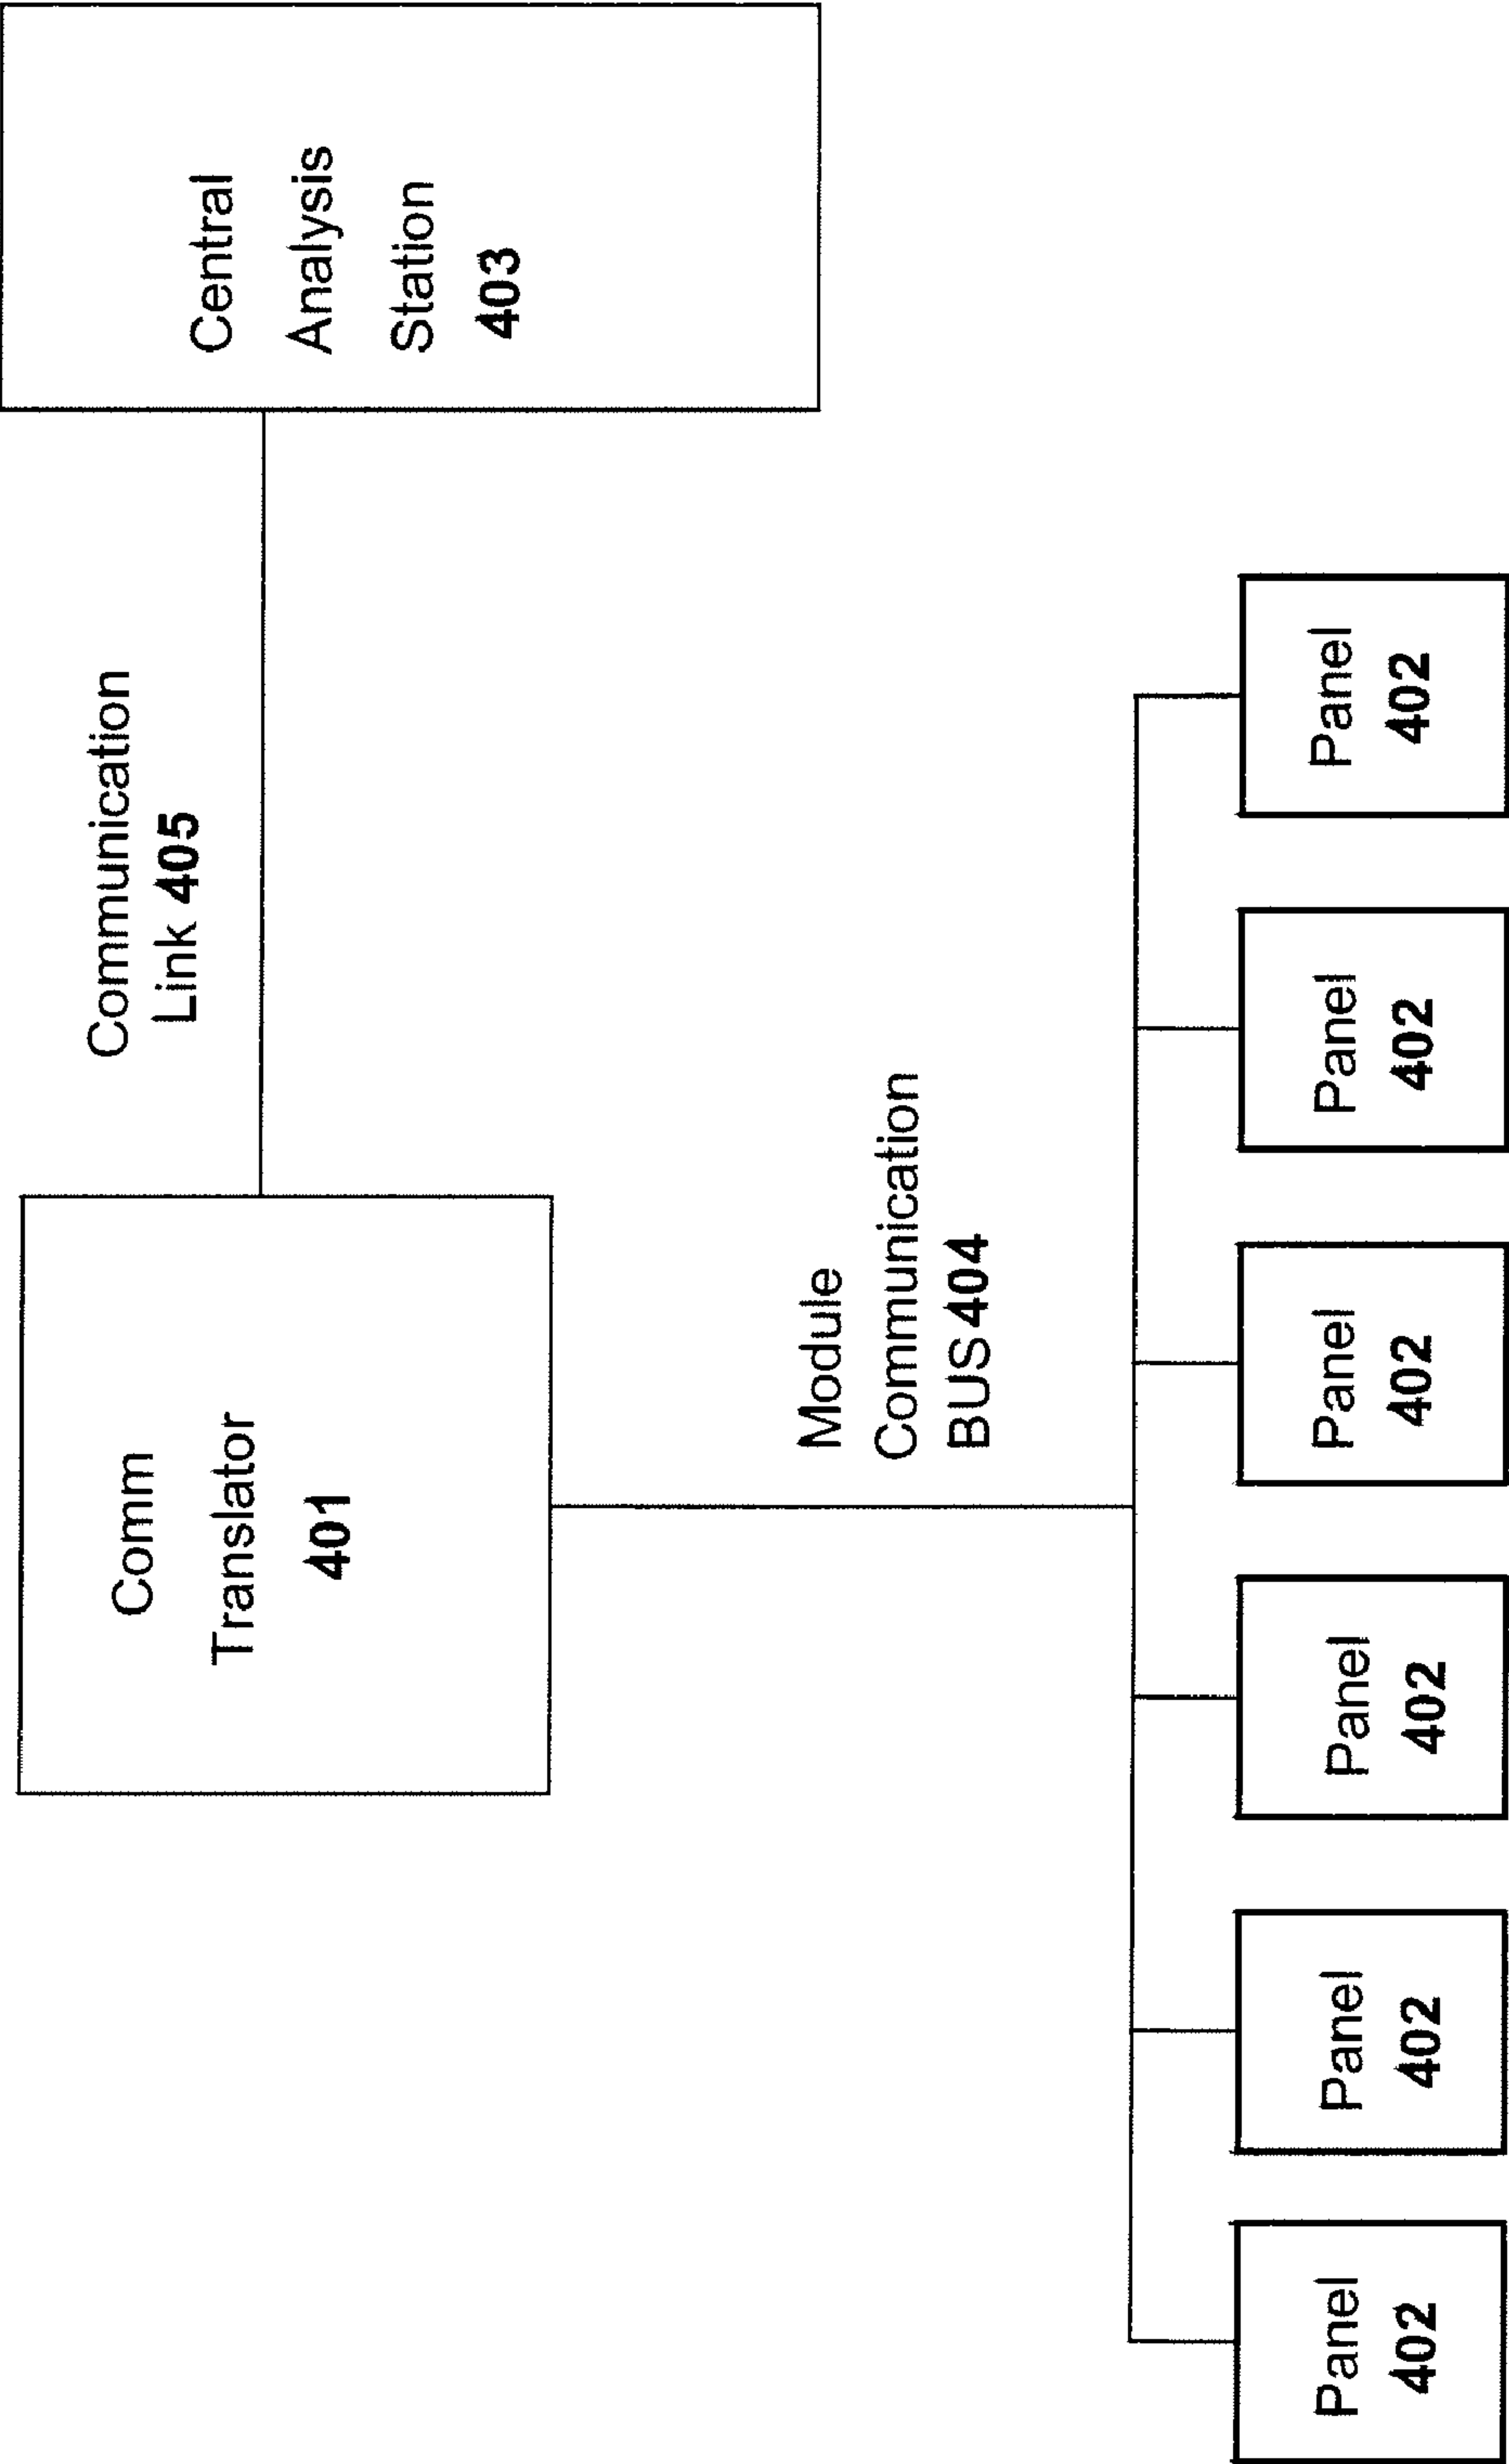 Comm
Translator
401
Communication
Link 405
Central
Analysis
Station
403
Module
Communication
BUS 404
Panel
402
Panel
402
Panel
402
Panel
402
Panel
402
Panel
402